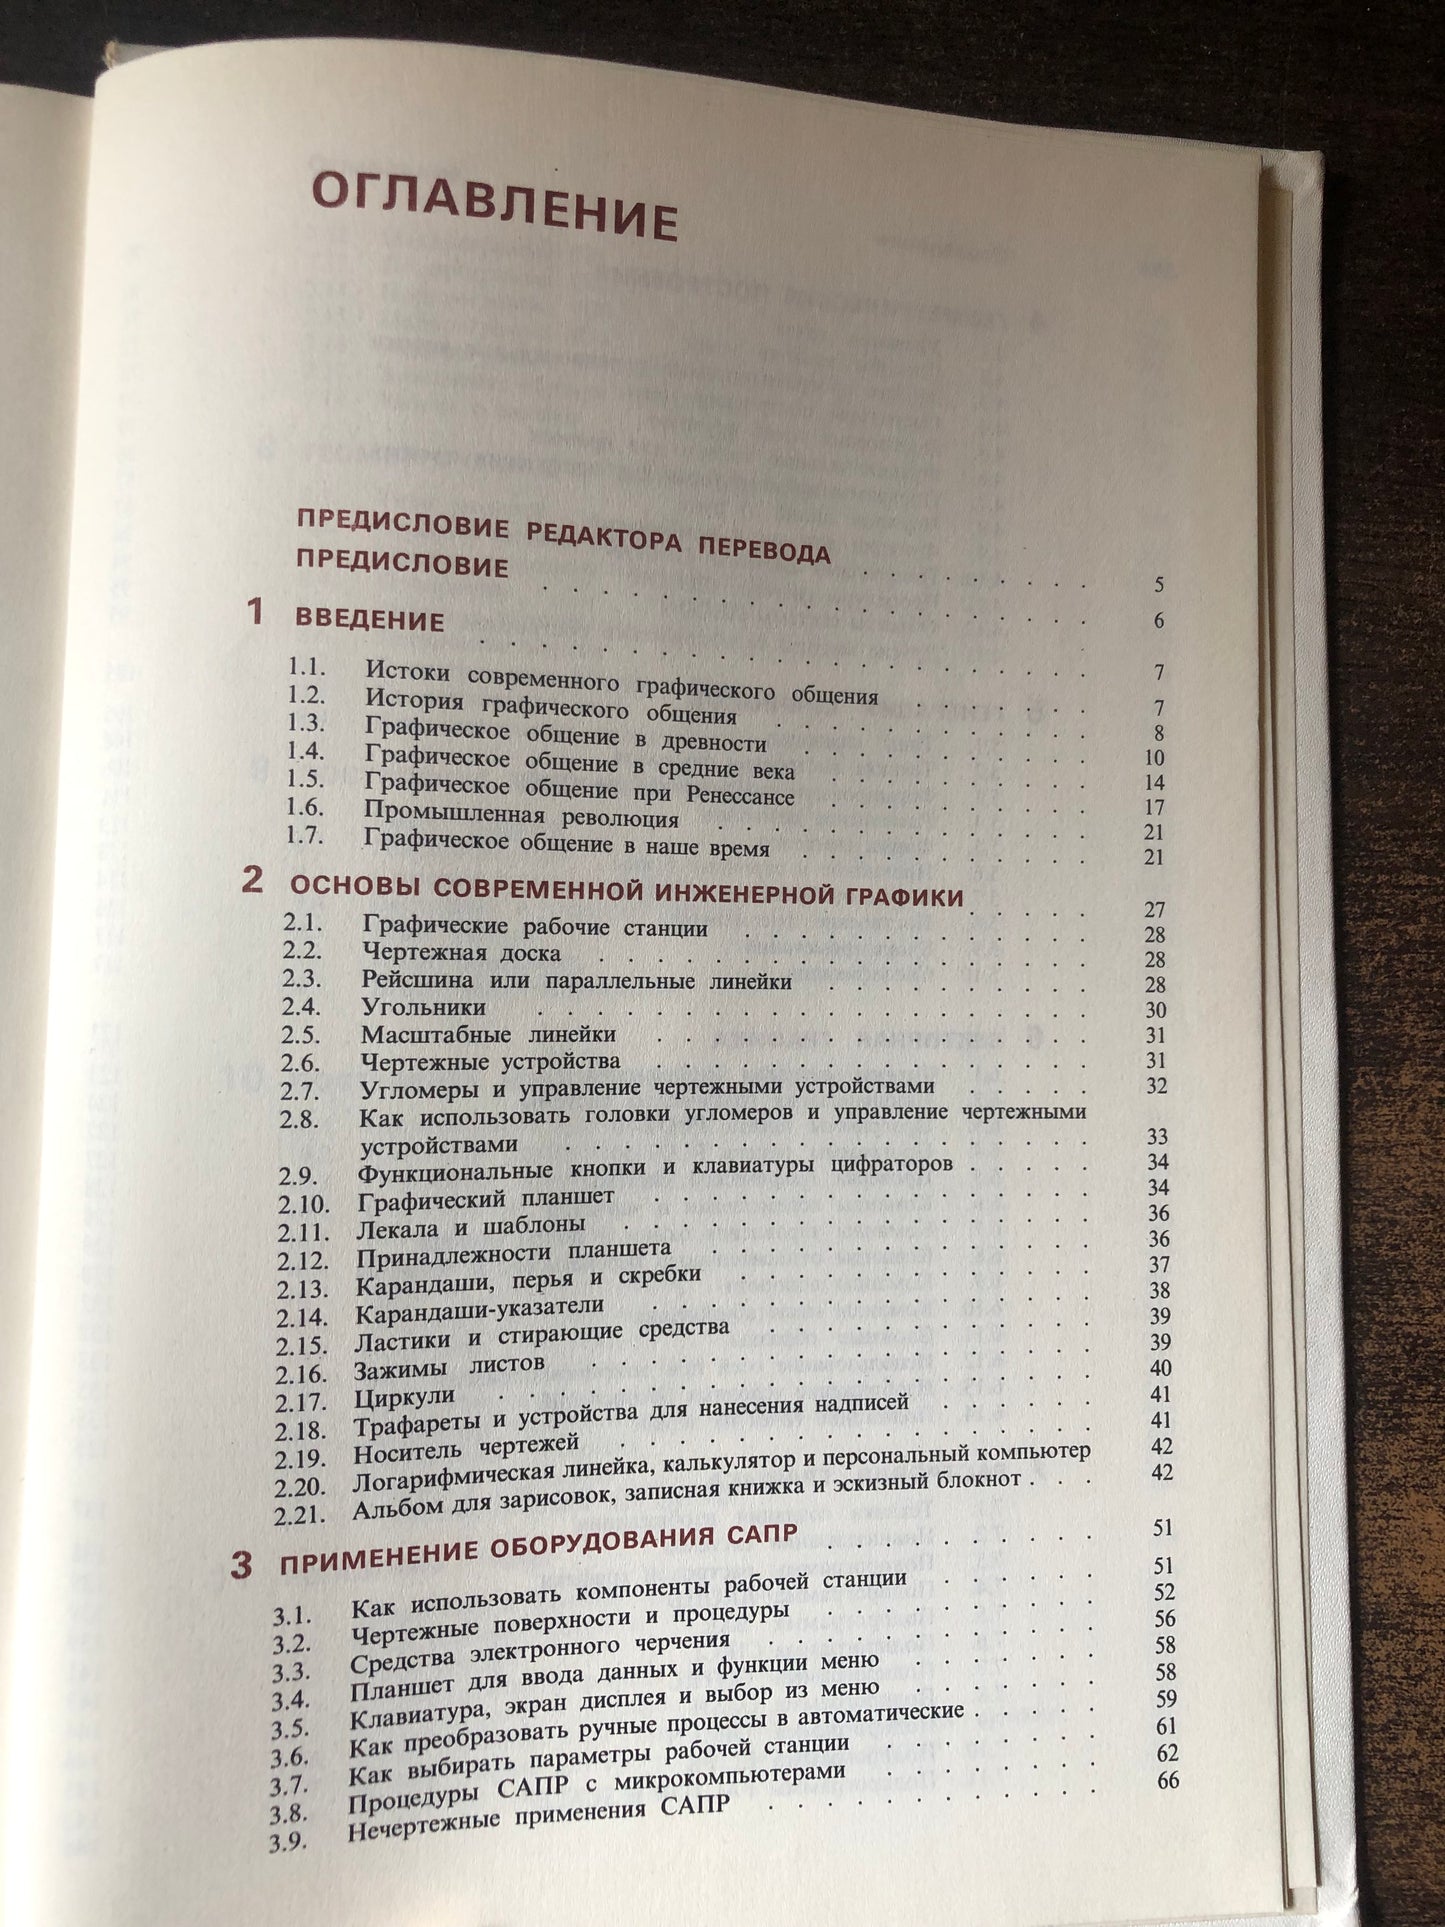 ОГЛАВЛЕНИЕ
ПРЕДИСЛОВИЕ РЕДАКТОРА ПЕРЕВОДА . . . . . . . . . 5
ПРЕДИСЛОВИЕ . . . . . . . . . . . . . . . . . . . 6
1 ВВЕДЕНИЕ . . . . . . . . . . . . . . . . . . . . . 7
1.1. Истоки современного графического общения . . . . . . . 7
1.2. История графического общения . . . . . . . . . . . 8
1.3. Графическое общение в древности . . . . . . . . . . 10
1.4. Графическое общение в средние века . . . . . . . . . 14
1.5. Графическое общение при Ренессансе . . . . . . . . . 17
1.6. Промышленная революция . . . . . . . . . . . . . 21
1.7. Графическое общение в наше время . . . . . . . . . . 21
2 ОСНОВЫ СОВРЕМЕННОЙ ИНЖЕНЕРНОЙ ГРАФИКИ . . . . . 27
2.1. Графические рабочие станции . . . . . . . . . . . . 28
2.2. Чертежная доска . . . . . . . . . . . . . . . . . 28
2.3. Рейсшина или параллельные линейки . . . . . . . . . 28
2.4. Угольники . . . . . . . . . . . . . . . . . . . 30
2.5. Масштабные линейки . . . . . . . . . . . . . . . 31
2.6. Чертежные устройства . . . . . . . . . . . . . . . 31
2.7. Угломеры и управление чертежными устройствами . . . . . 32
2.8. Как использовать головки угломеров и управление чертежными
устройствами . . . . . . . . . . . . . . . . . . 33
2.9. Функциональные кнопки и клавиатуры цифраторов . . . . . 34
2.10. Графический планшет . . . . . . . . . . . . . . . 34
2.11. Лекала и шаблоны . . . . . . . . . . . . . . . . 36
2.12. Принадлежности планшета . . . . . . . . . . . . . 36
2.13. Карандаши, перья и скребки . . . . . . . . . . . . 37
2.14. Карандаши-указатели . . . . . . . . . . . . . . . 38
2.15. Ластики и стирающие средства . . . . . . . . . . . 39
2.16. Зажимы листов . . . . . . . . . . . . . . . . . 39
2.17. Циркули . . . . . . . . . . . . . . . . . . . . 40
2.18. Трафареты и устройства для нанесения надписей . . . . . 41
2.19. Носитель чертежей . . . . . . . . . . . . . . . . 41
2.20. Логарифмическая линейка, калькулятор и персональный компьютер 42
2.21. Альбом для зарисовок, записная книжка и эскизный блокнот . . . 42
3 ПРИМЕНЕНИЕ ОБОРУДОВАНИЯ САПР . . . . . . . . . . 51
3.1. Как использовать компоненты рабочей станции . . . . . . 51
3.2. Чертежные поверхности и процедуры . . . . . . . . . . 52
3.3. Средства электронного черчения . . . . . . . . . . . 56
3.4. Планшет для ввода данных и функции меню . . . . . . . 58
3.5. Клавиатура, экран дисплея и выбор из меню . . . . . . . 58
3.6. Как преобразовать ручные процессы в автоматические . . . . . 59
3.7. Как выбирать параметры рабочей станции . . . . . . . . 61
3.8. Процедуры САПР с микрокомпьютерами . . . . . . . . . 62
3.9. Нечертежные применения САПР . . . . . . . . . . . . 66